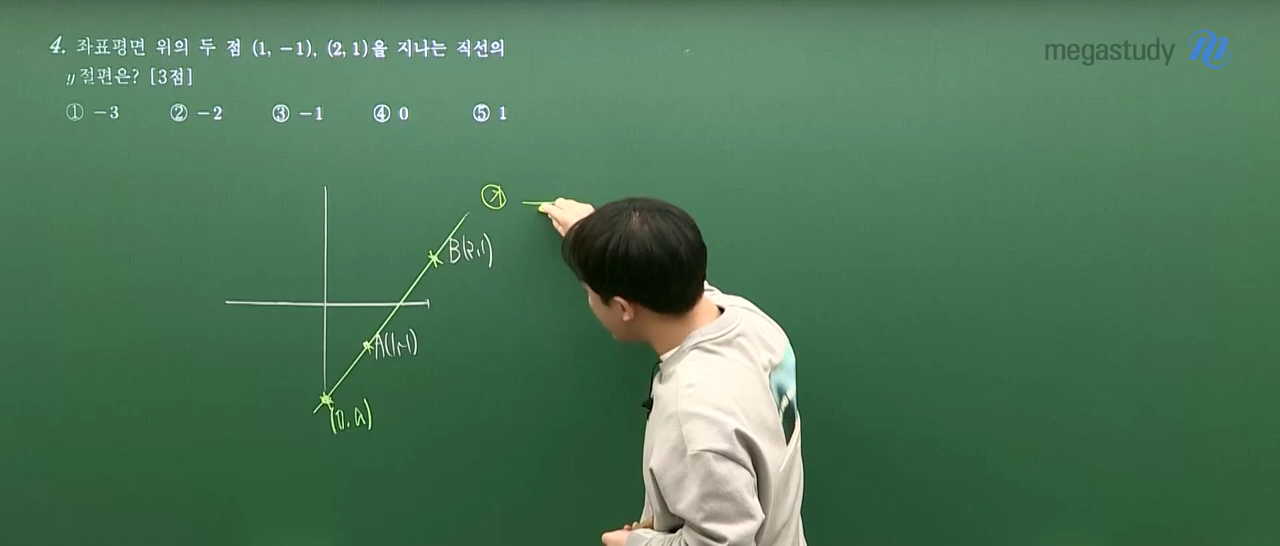 4. 좌표평면 위의 두 점 (1, −1), (2, 1)을 지나는 직선의
y절편은? [3점]
① −3 ② −2 ③ −1 ④ 0 ⑤ 1
megastudy
B(2,1)
A(1,-1)
(0, a)